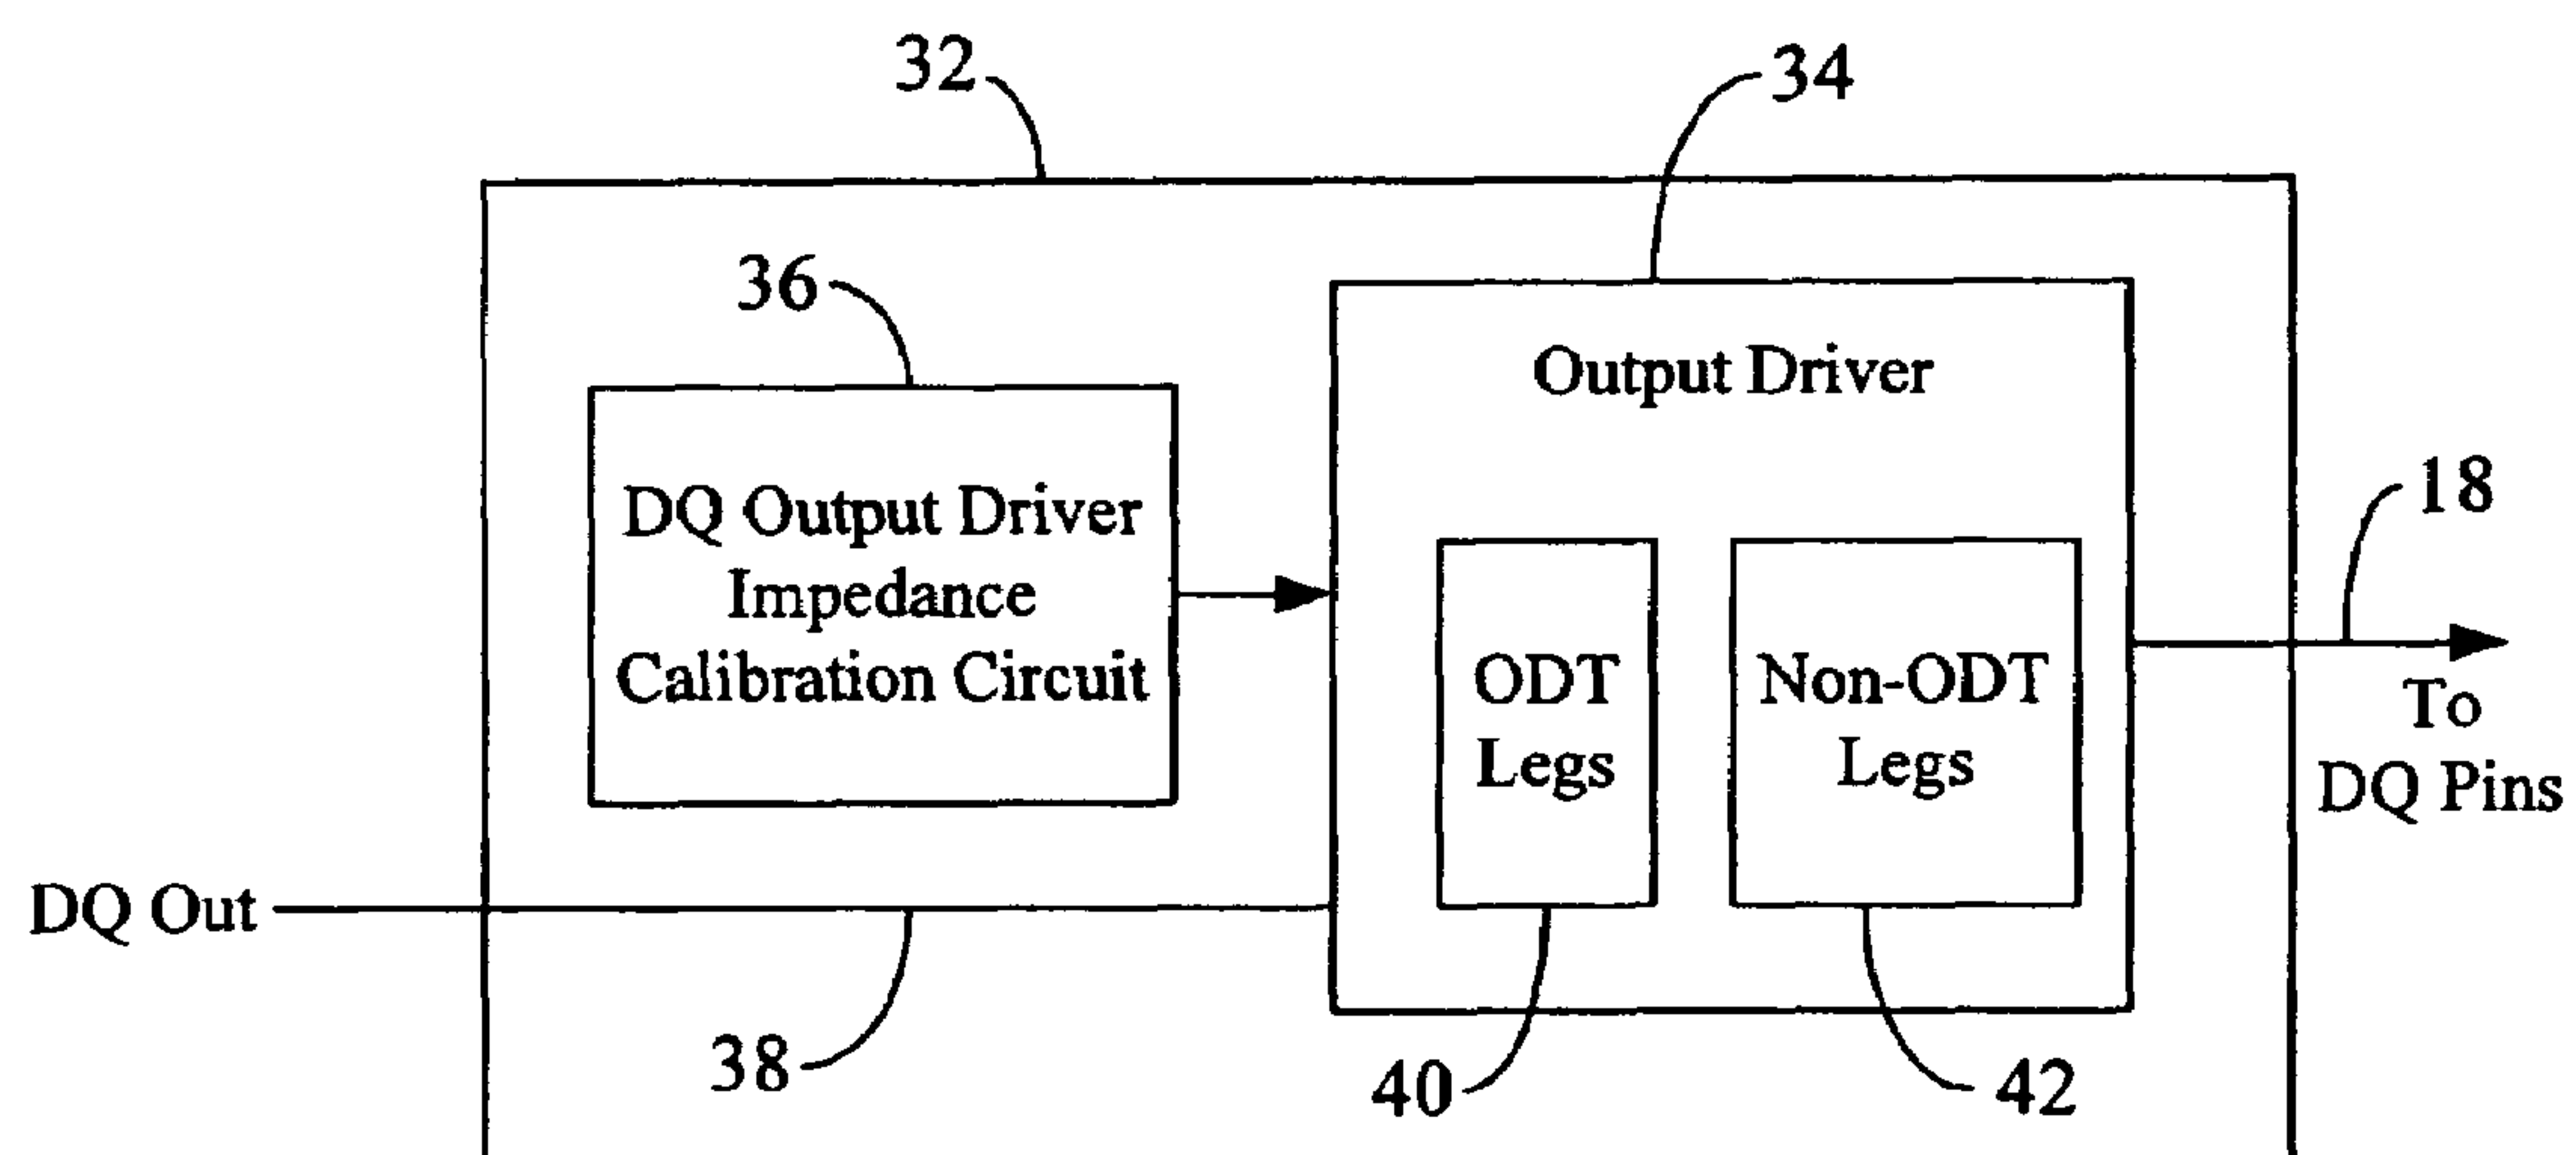 32
34
36
Output Driver
DQ Output Driver
Impedance
Calibration Circuit
18
ODT
Legs
Non-ODT
Legs
To
DQ Pins
DQ Out
38
40
42